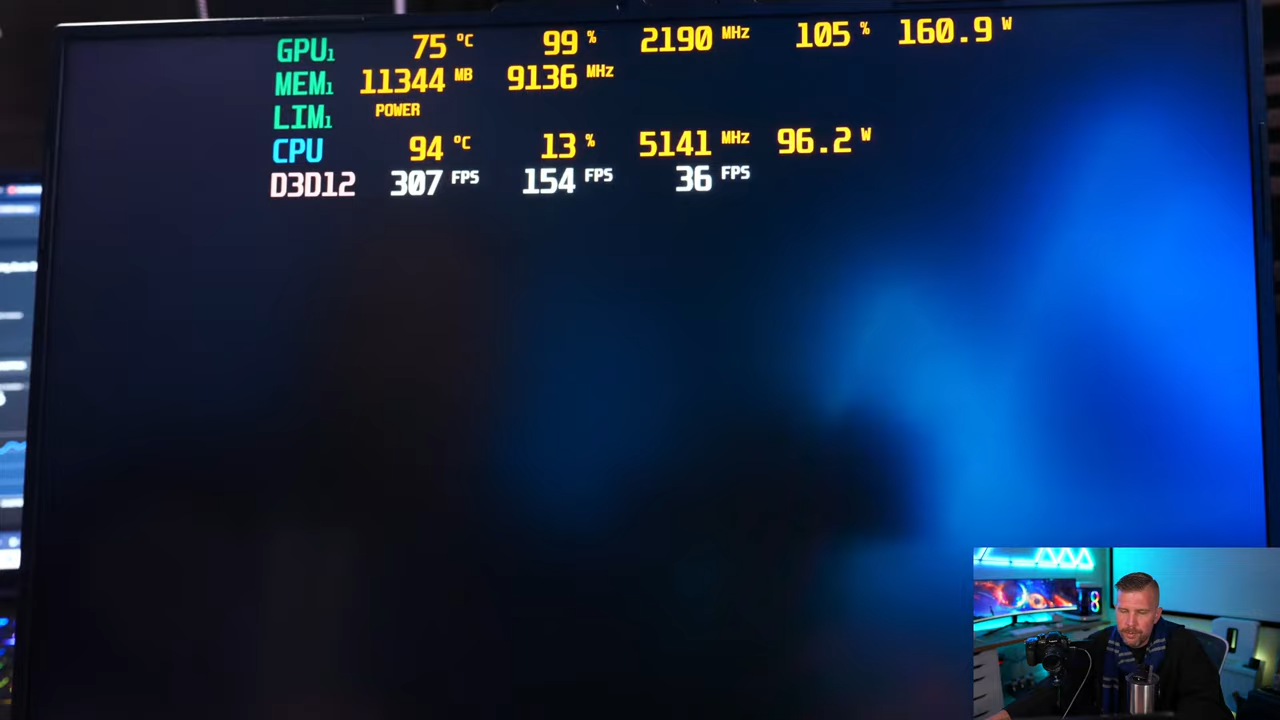 GPU1 75 °C 99 % 2190 MHz 105 % 160.9 W
MEM1 11344 MB 9136 MHz
LIM1 POWER
CPU 94 °C 13 % 5141 MHz 96.2 W
D3D12 307 FPS 154 FPS 36 FPS